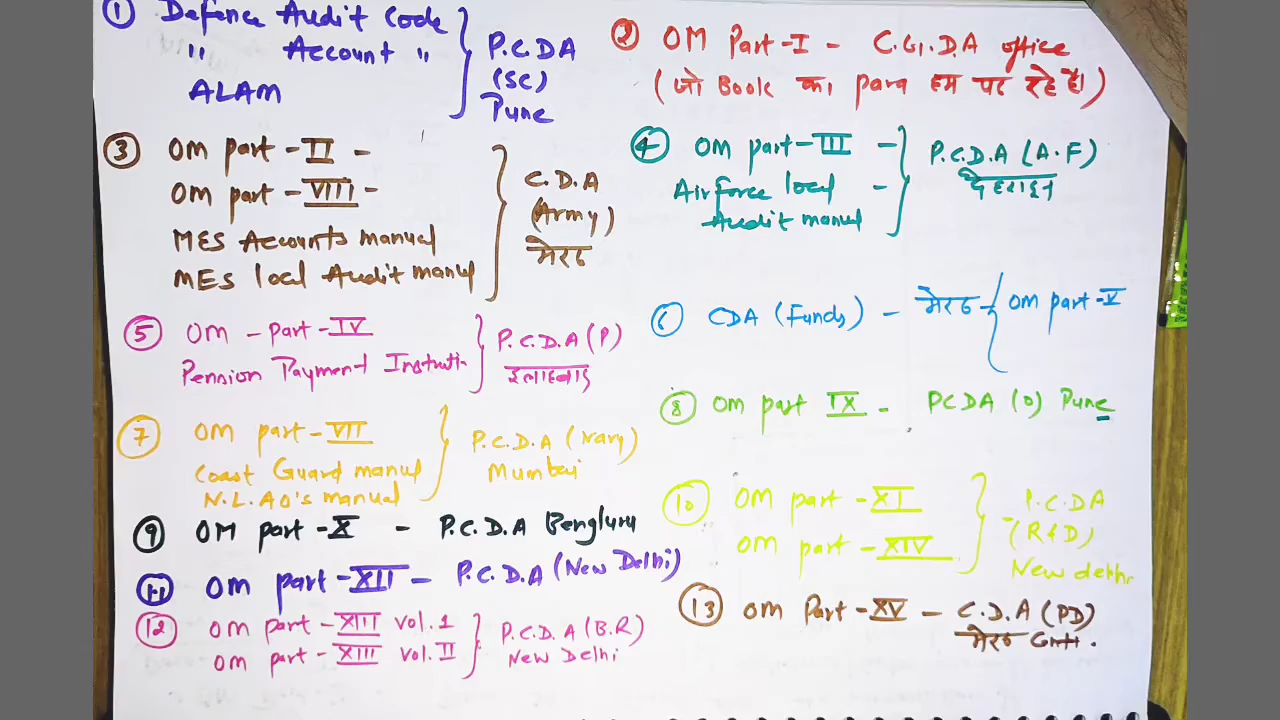 ① Defence Audit Code
" Account "
ALAM
P.C.D.A
(SC)
Pune
② OM Part-I - C.G.D.A office
(जो Book का para हम पढ़ रहे हैं।)
③ OM part-II -
OM part-VIII -
MES Accounts manual
MES local Audit manual
C.D.A
(Army)
मेरठ
④ OM part-III -
Airforce local -
Audit manual
P.C.D.A (A.F)
देहरादून
⑤ OM - part-IV
Pension Payment Instructi
P.C.D.A (P)
इलाहाबाद
⑥ CDA (Funds) - मेरठ - OM part-V
⑦ OM part-VII
Coast Guard manual
N.L.AO's manual
P.C.D.A (Navy)
Mumbai
⑧ OM part IX - PCDA (O) Pune
⑨ OM part-X - P.C.D.A Bengluru
⑩ OM part-XI
OM part-XIV
P.C.D.A
(R&D)
New delhi
⑪ OM part-XII - P.C.D.A (New Delhi)
⑫ OM part-XIII Vol.1
OM part-XIII Vol.II
P.C.D.A (B.R)
New Delhi
⑬ OM Part-XV - C.D.A (PD)
मेरठ Cantt.